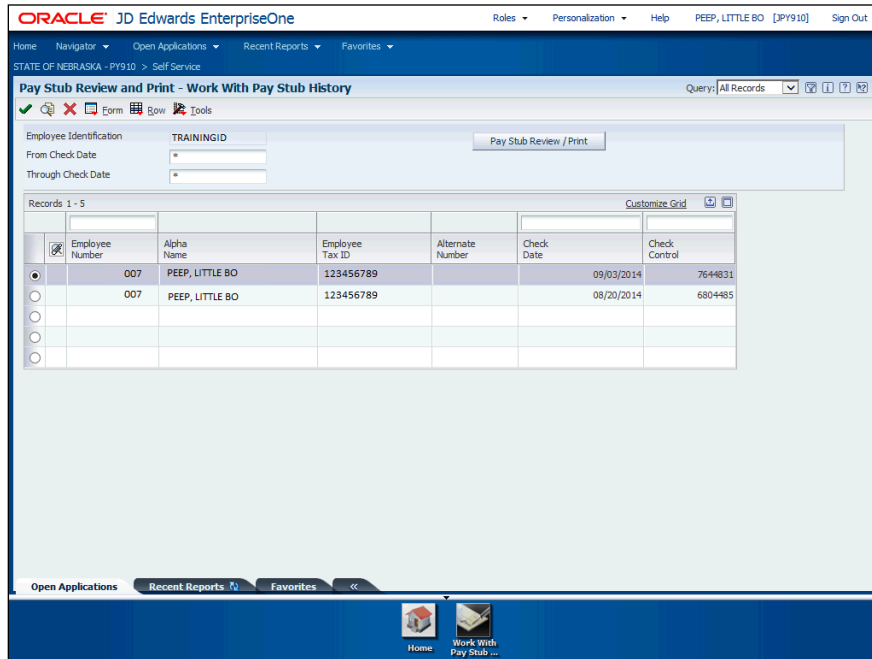 ORACLE JD Edwards EnterpriseOne Roles Personalization Help PEEP, LITTLE BO [JPY910] Sign Out
Home Navigator Open Applications Recent Reports Favorites
STATE OF NEBRASKA - PY910 > Self Service
Pay Stub Review and Print - Work With Pay Stub History Query: All Records
Form Row Tools
Employee Identification TRAININGID Pay Stub Review / Print
From Check Date *
Through Check Date *
Records 1 - 5 Customize Grid
Employee Number Alpha Name Employee Tax ID Alternate Number Check Date Check Control
007 PEEP, LITTLE BO 123456789 09/03/2014 7644831
007 PEEP, LITTLE BO 123456789 08/20/2014 6804485
Open Applications Recent Reports Favorites «
Home Work With Pay Stub ...